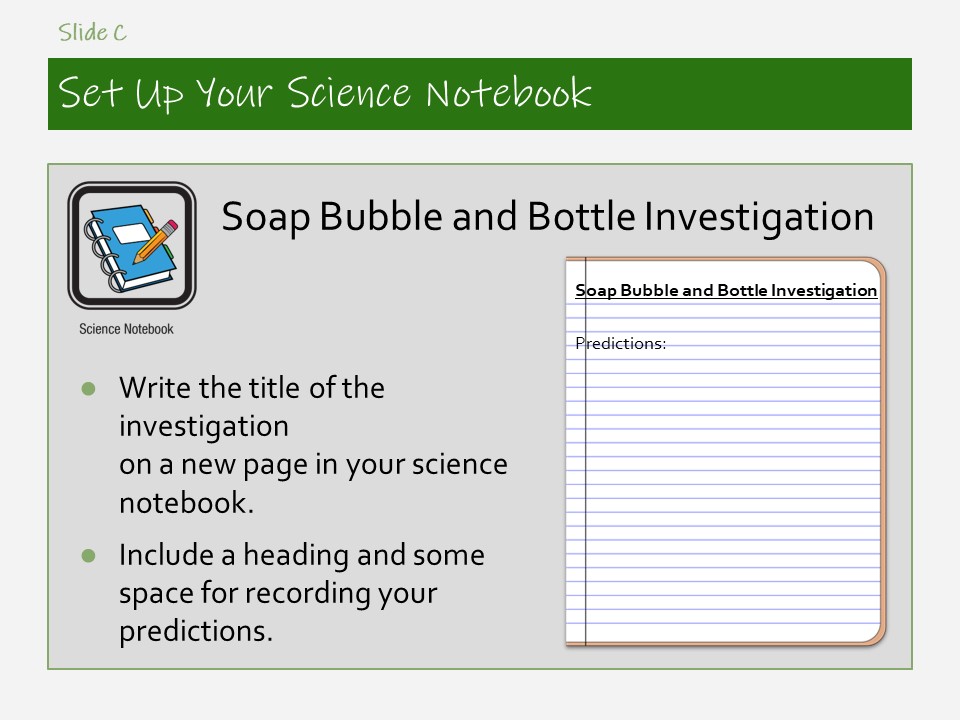 Slide C
Set Up Your Science Notebook
Soap Bubble and Bottle Investigation
Science Notebook
● Write the title of the
investigation
on a new page in your science
notebook.
● Include a heading and some
space for recording your
predictions.
Soap Bubble and Bottle Investigation
Predictions: